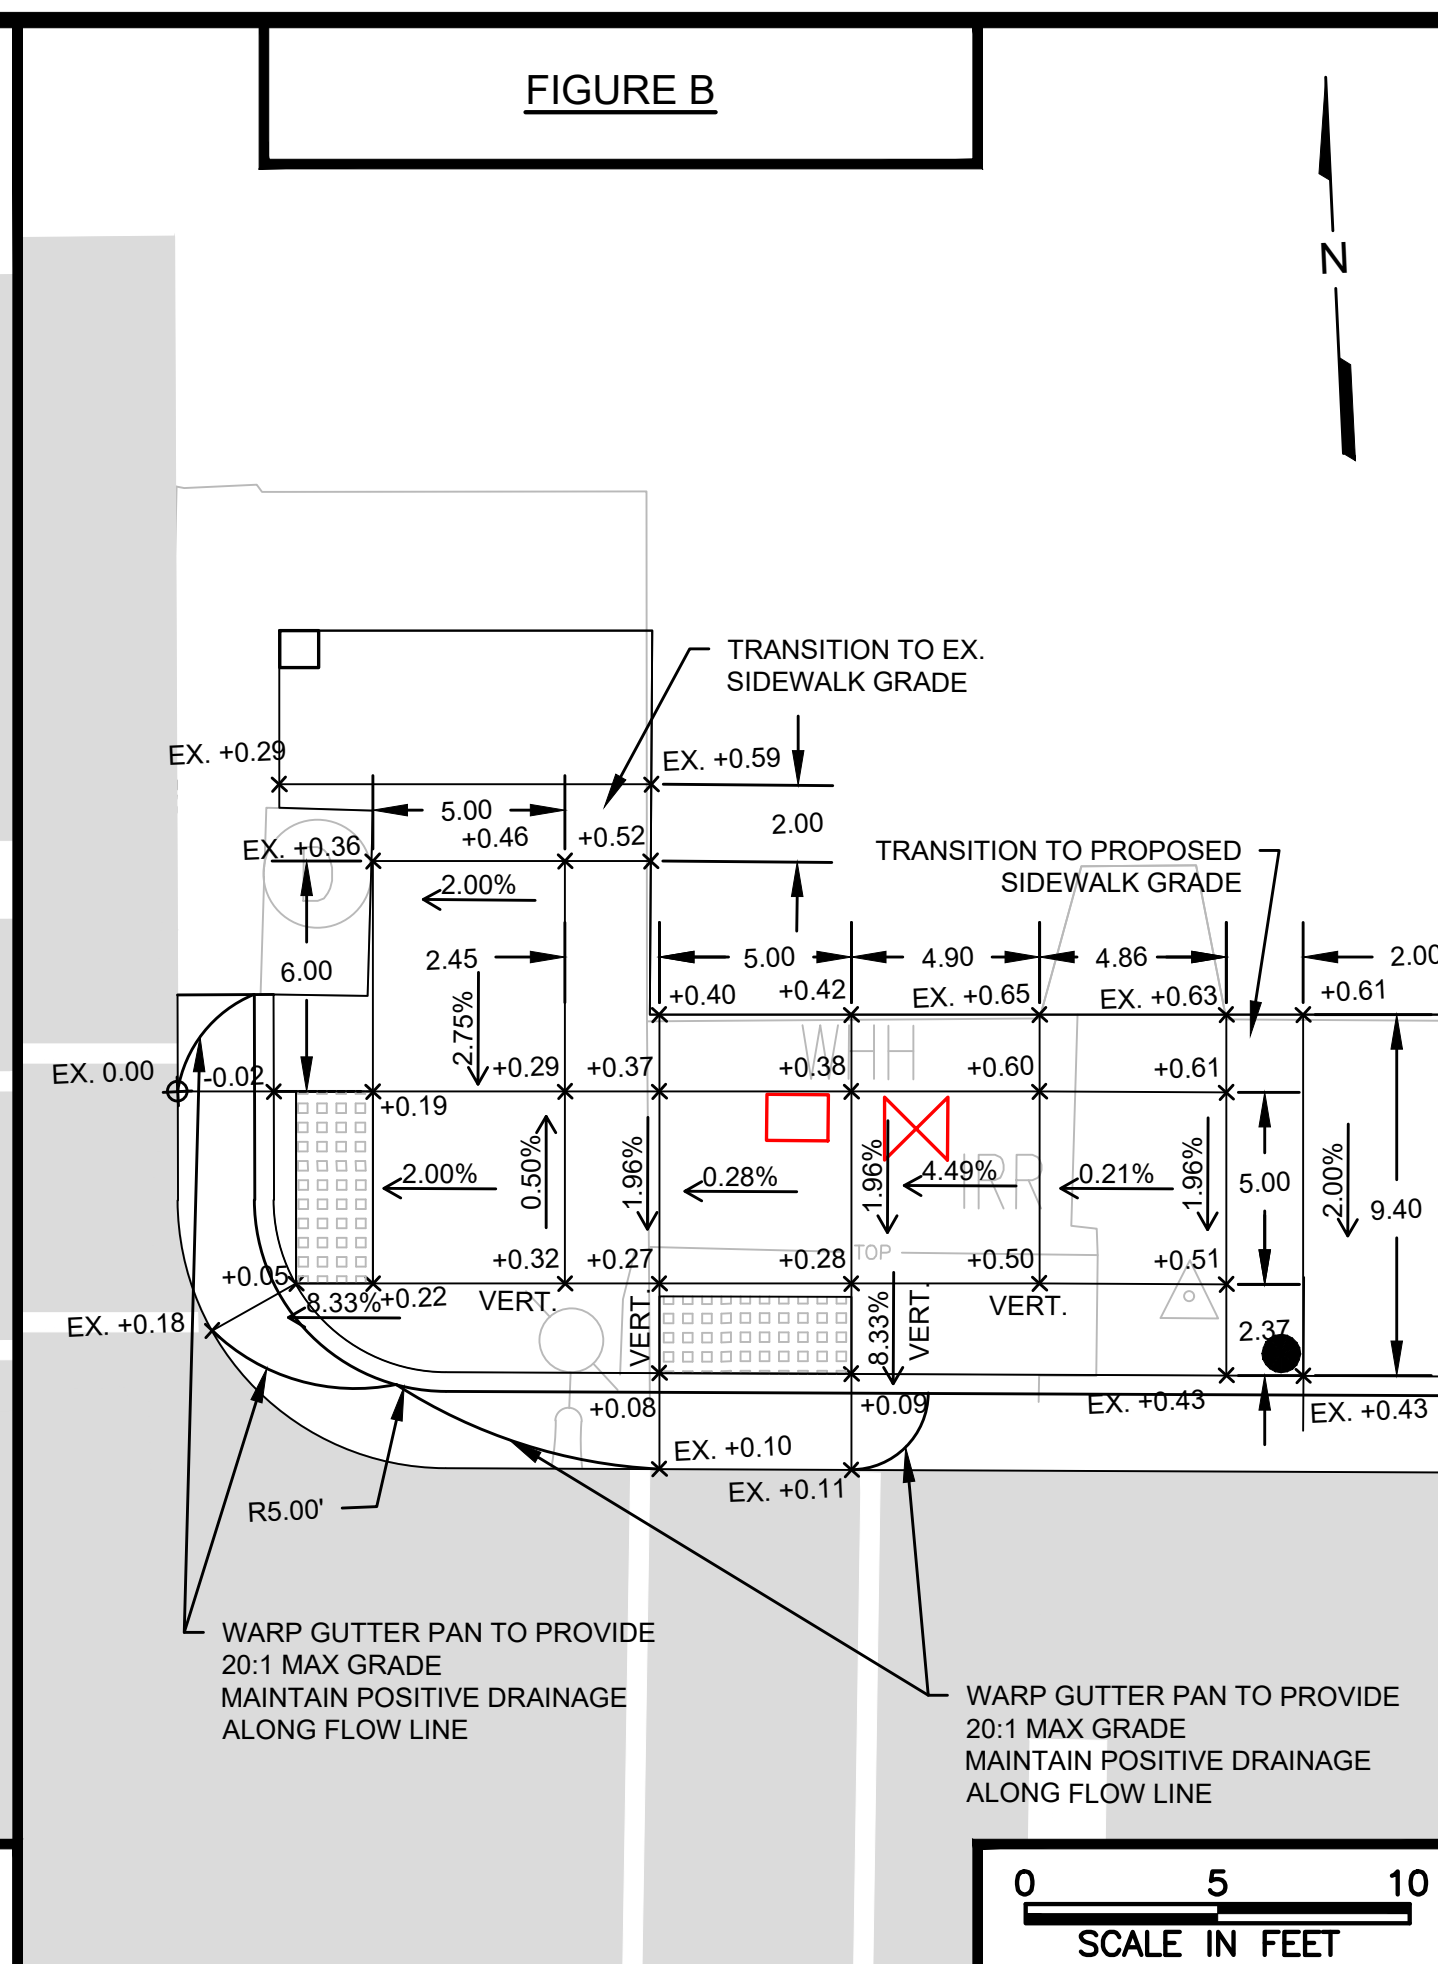 FIGURE B
N
TRANSITION TO EX.
SIDEWALK GRADE
EX. +0.29
EX. +0.59
5.00
2.00
EX. +0.36
+0.46
+0.52
D
TRANSITION TO PROPOSED
SIDEWALK GRADE
2.00%
6.00
2.45
5.00
4.90
4.86
2.00
+0.40
+0.42
EX. +0.65
EX. +0.63
+0.61
2.75%
WHH
EX. 0.00
-0.02
+0.29
+0.37
+0.38
+0.60
+0.61
+0.19
2.00%
0.50%
1.96%
0.28%
1.96%
4.49%
IRR
0.21%
1.96%
5.00
2.00%
9.40
TOP
+0.05
+0.32
+0.27
+0.28
+0.50
+0.51
8.33%
+0.22
VERT.
VERT.
8.33%
VERT.
VERT.
2.37
EX. +0.18
+0.08
+0.09
EX. +0.43
EX. +0.43
EX. +0.10
EX. +0.11
R5.00'
WARP GUTTER PAN TO PROVIDE
20:1 MAX GRADE
MAINTAIN POSITIVE DRAINAGE
ALONG FLOW LINE
WARP GUTTER PAN TO PROVIDE
20:1 MAX GRADE
MAINTAIN POSITIVE DRAINAGE
ALONG FLOW LINE
0 5 10
SCALE IN FEET